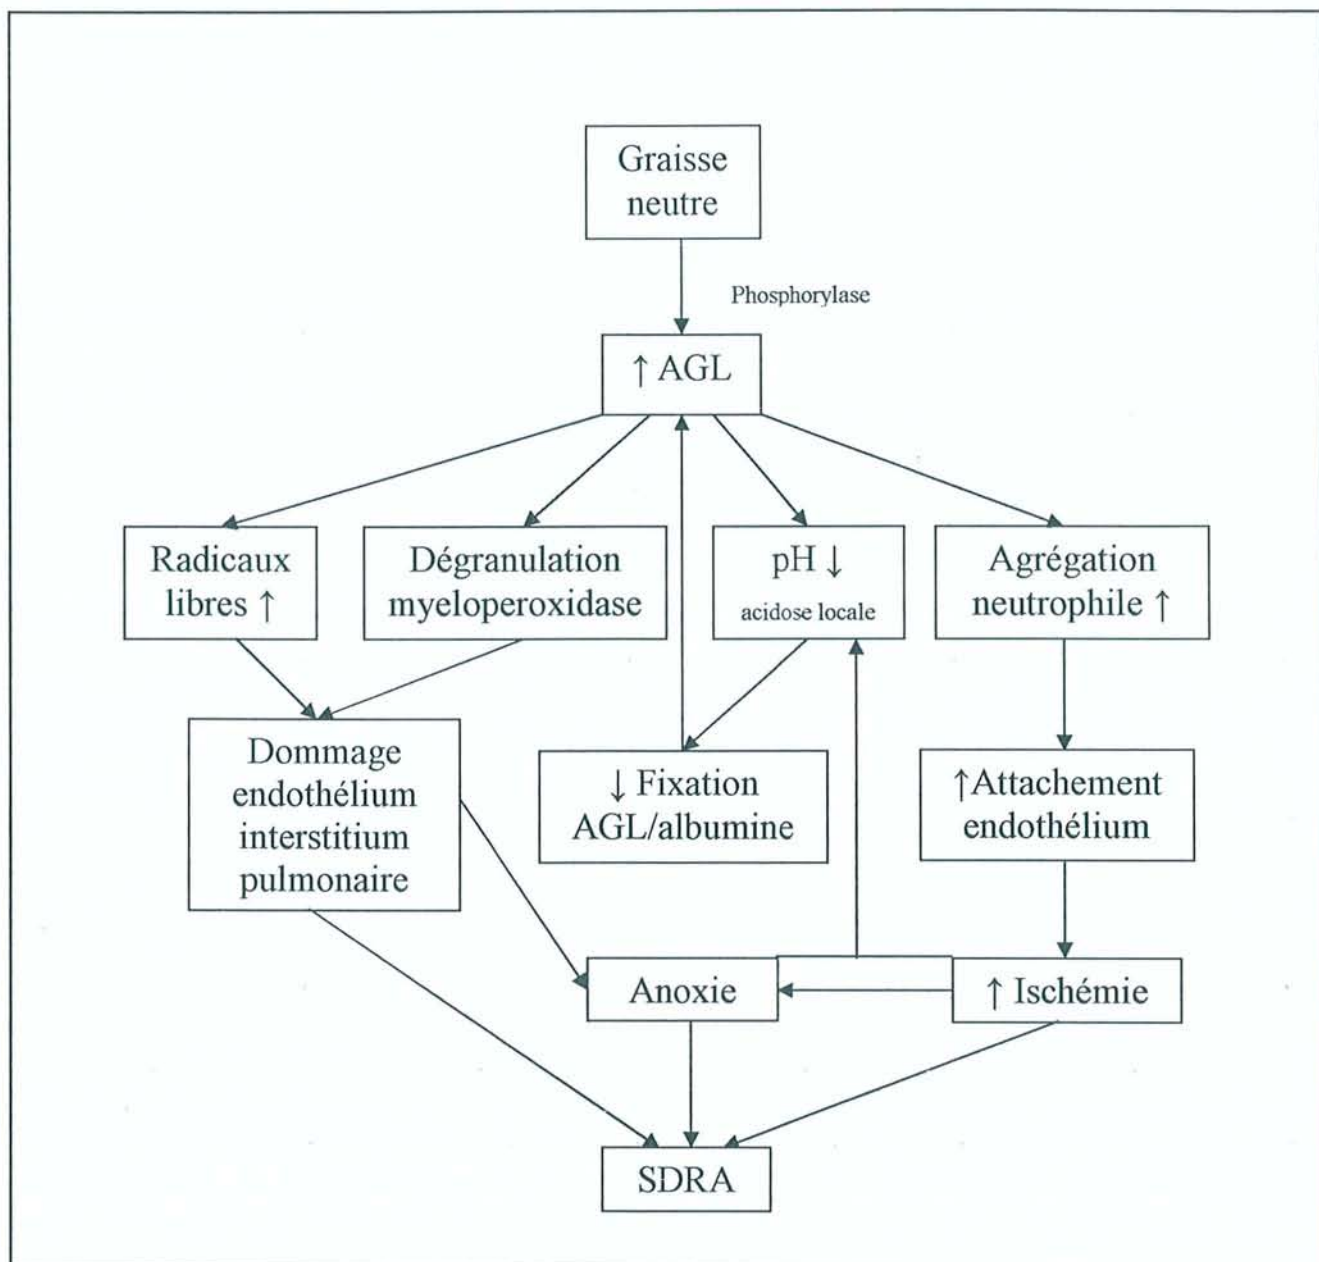 Graisse
neutre
Phosphorylase
↑ AGL
Radicaux
libres ↑
Dégranulation
myeloperoxidase
pH ↓
acidose locale
Agrégation
neutrophile ↑
Dommage
endothélium
interstitium
pulmonaire
↓ Fixation
AGL/albumine
↑Attachement
endothélium
Anoxie
↑ Ischémie
SDRA